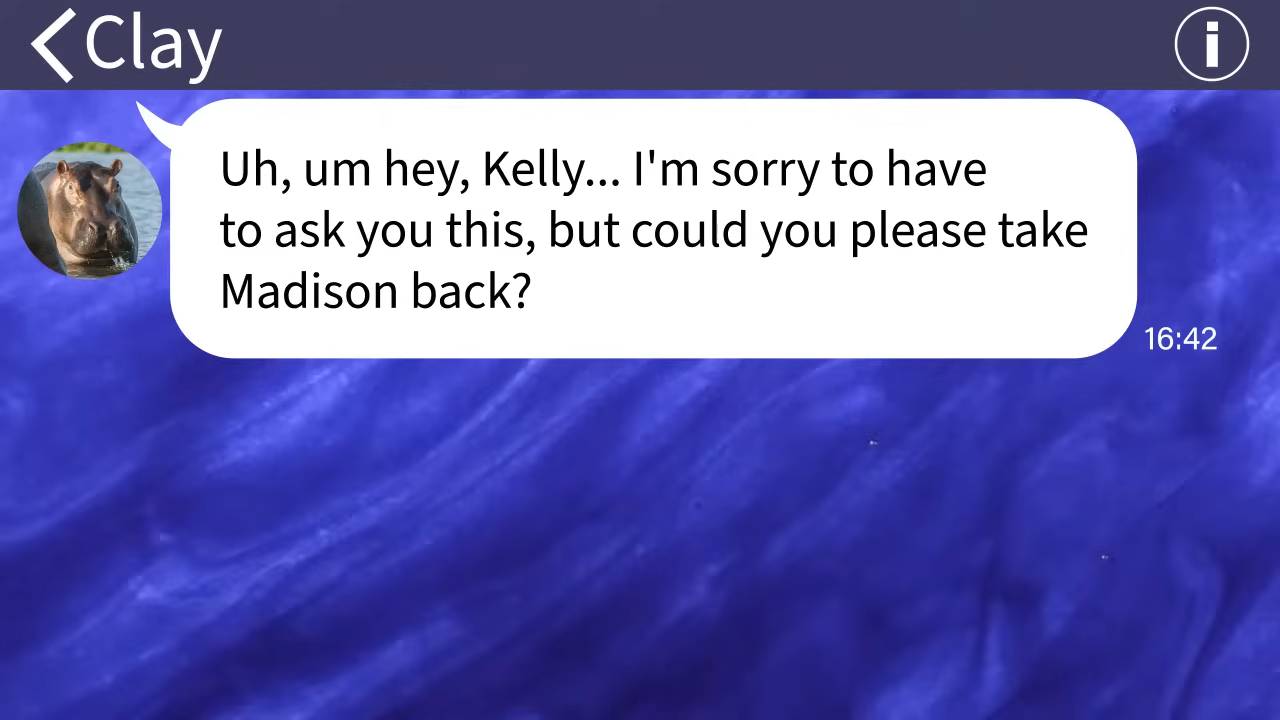 Clay
Uh, um hey, Kelly... I'm sorry to have
to ask you this, but could you please take
Madison back?
16:42